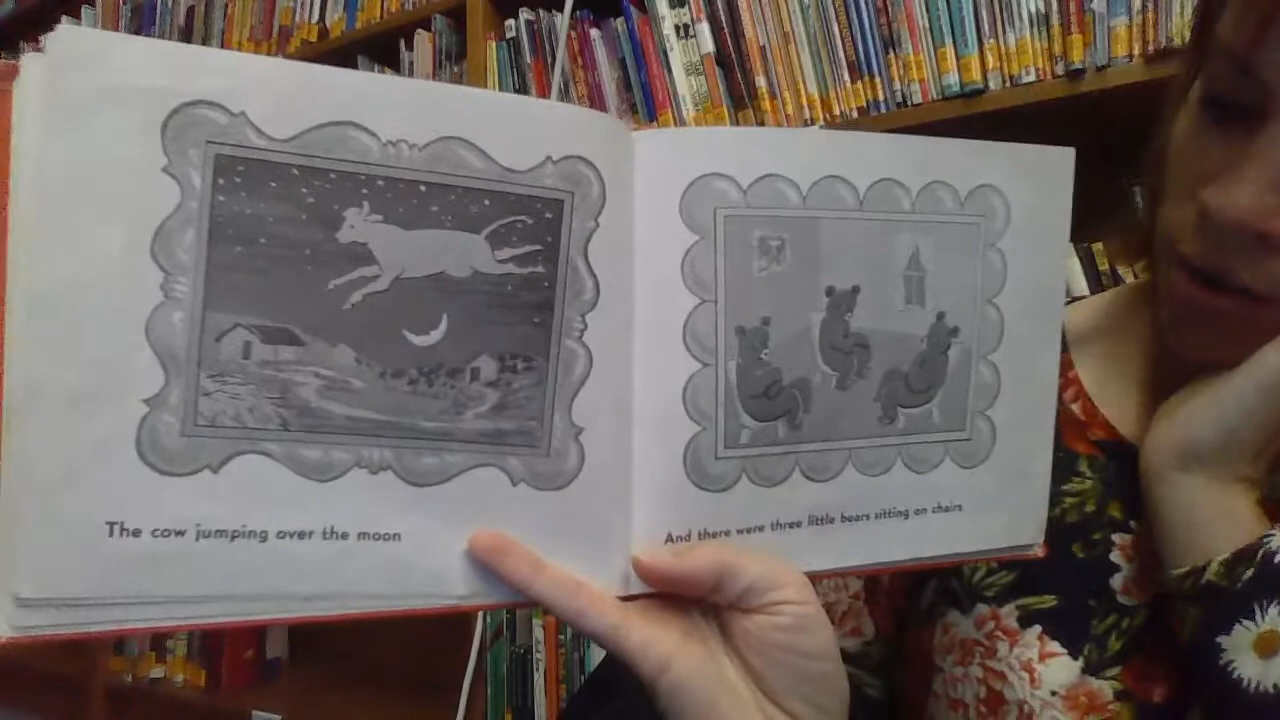 The cow jumping over the moon
And there were three little bears sitting on chairs